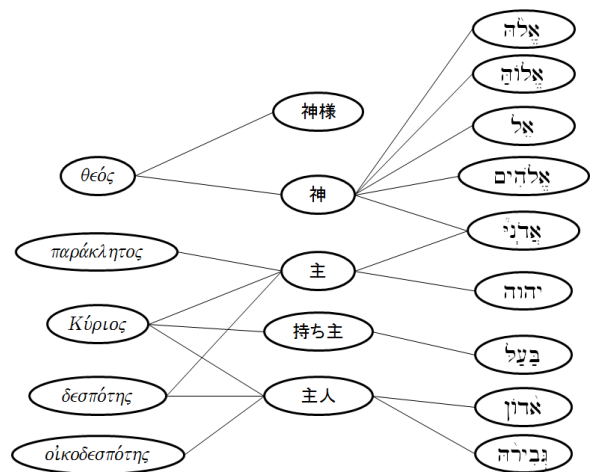 θεός
παράκλητος
Κύριος
δεσπότης
οἰκοδεσπότης
神様
神
主
持ち主
主人
אֱלֹ֨הּ
אֱלוֹהַּ
אֵל
אֱלֹהִים
אֲדֹנָי
יהוה
בַּעַל
אָדוֹן
גְּבִירָה